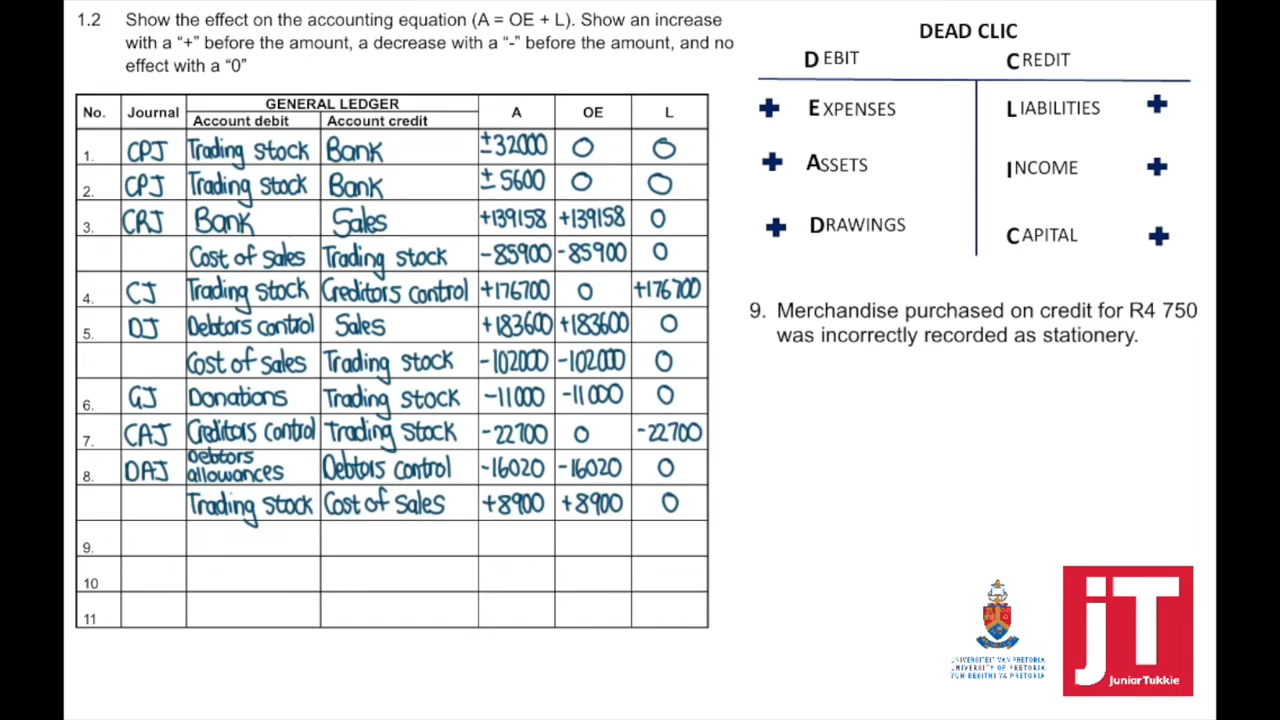 1.2 Show the effect on the accounting equation (A = OE + L). Show an increase
with a “+” before the amount, a decrease with a “-” before the amount, and no
effect with a “0”
No. Journal GENERAL LEDGER A OE L
Account debit Account credit
1. CPJ Trading stock Bank ±32000 0 0
2. CPJ Trading stock Bank ±5600 0 0
3. CRJ Bank Sales +139158 +139158 0
Cost of sales Trading stock -85900 -85900 0
4. CJ Trading stock Creditors control +176700 0 +176700
5. DJ Debtors control Sales +183600 +183600 0
Cost of sales Trading stock -102000 -102000 0
6. GJ Donations Trading stock -11000 -11000 0
7. CAJ Creditors control Trading stock -22700 0 -22700
8. DAJ Debtors allowances Debtors control -16020 -16020 0
Trading stock Cost of sales +8900 +8900 0
9.
10
11
DEAD CLIC
DEBIT CREDIT
+ EXPENSES LIABILITIES +
+ ASSETS INCOME +
+ DRAWINGS CAPITAL +
9. Merchandise purchased on credit for R4 750
was incorrectly recorded as stationery.
UNIVERSITEIT VAN PRETORIA
UNIVERSITY OF PRETORIA
YUNIBESITHI YA PRETORIA
jT
JuniorTukkie